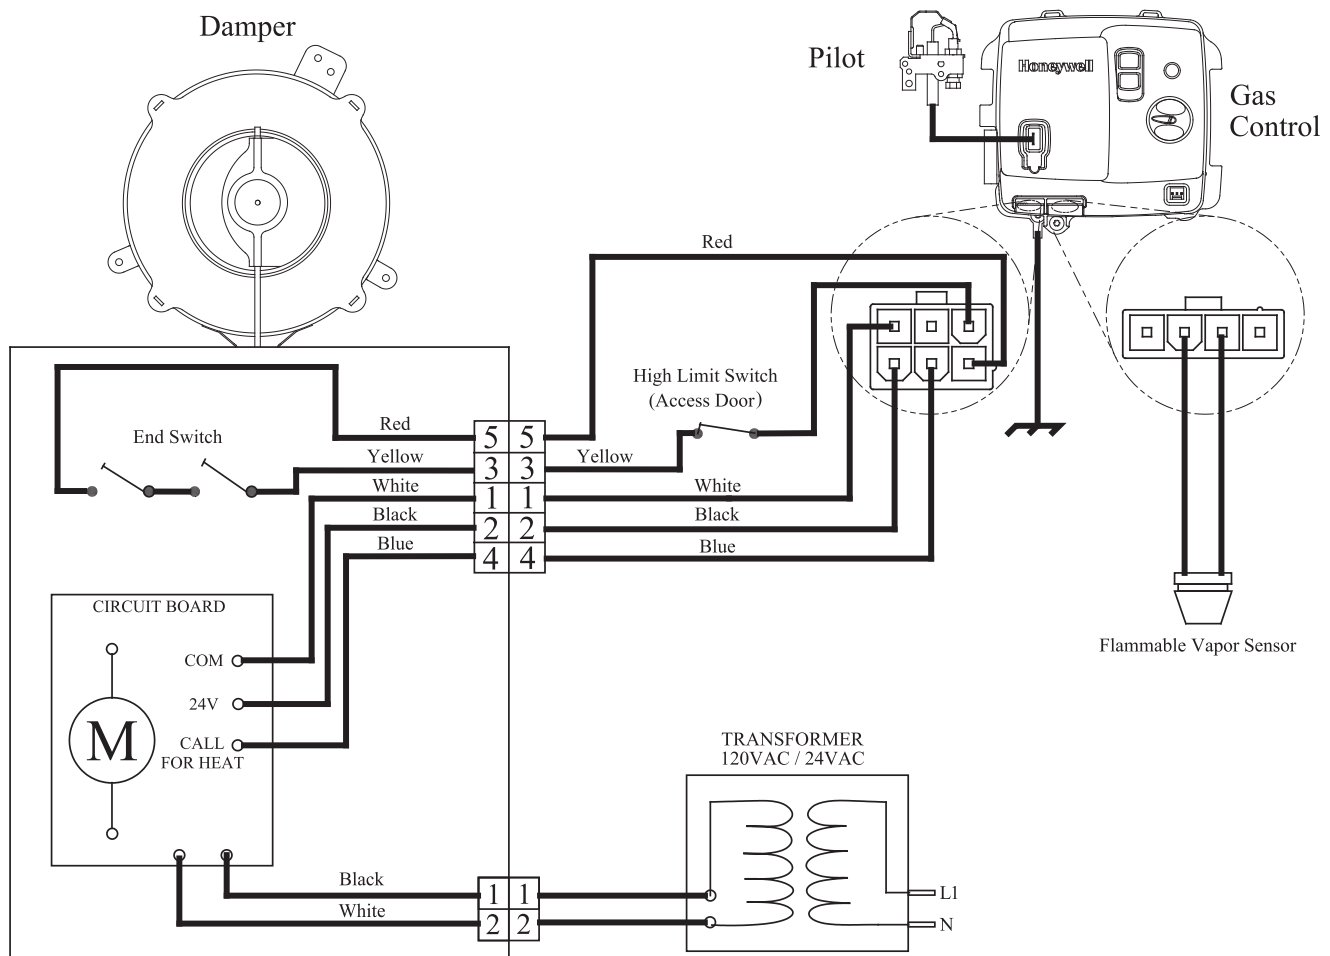 Damper
Pilot
Honeywell
Gas
Control
Red
High Limit Switch
(Access Door)
End Switch
Red
5 5
Yellow
3 3
Yellow
White
1 1
White
Black
2 2
Black
Blue
4 4
Blue
CIRCUIT BOARD
COM
24V
M
CALL
FOR HEAT
Flammable Vapor Sensor
TRANSFORMER
120VAC / 24VAC
Black
1 1
L1
White
2 2
N